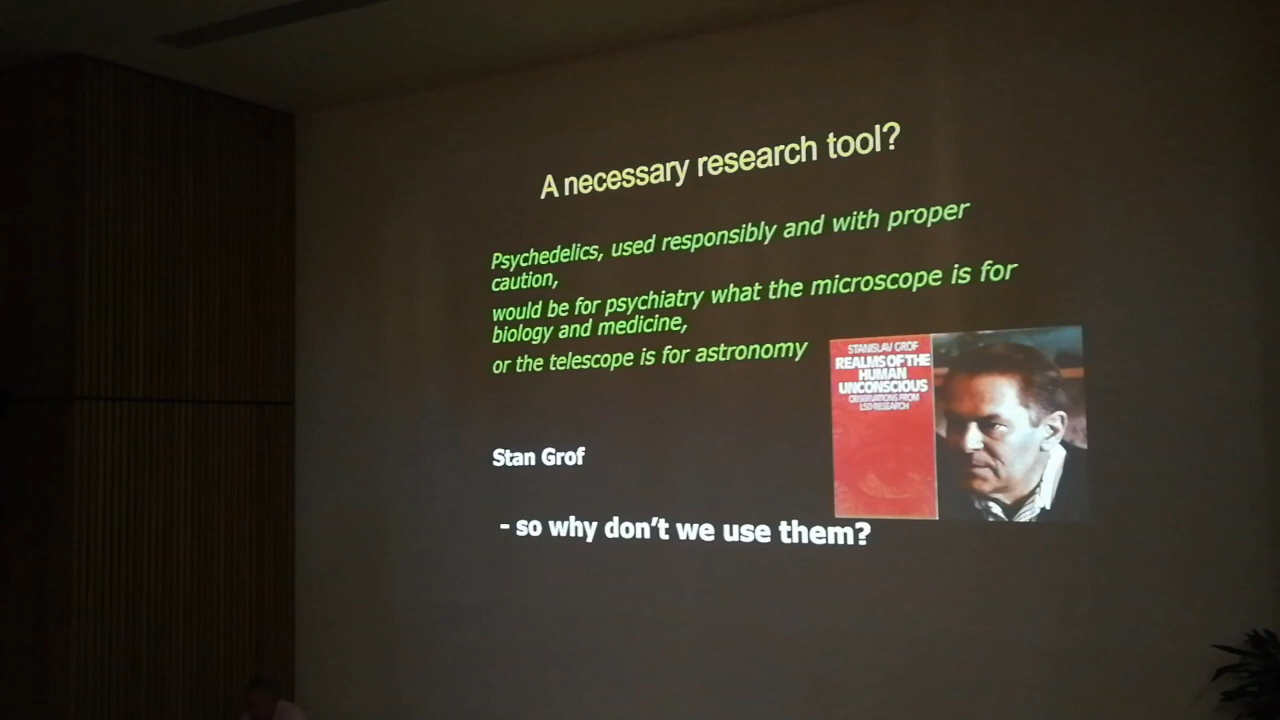 A necessary research tool?
Psychedelics, used responsibly and with proper
caution,
would be for psychiatry what the microscope is for
biology and medicine,
or the telescope is for astronomy
STANISLAV GROF
REALMS OF THE
HUMAN
UNCONSCIOUS
OBSERVATIONS FROM
LSD RESEARCH
Stan Grof
- so why don't we use them?